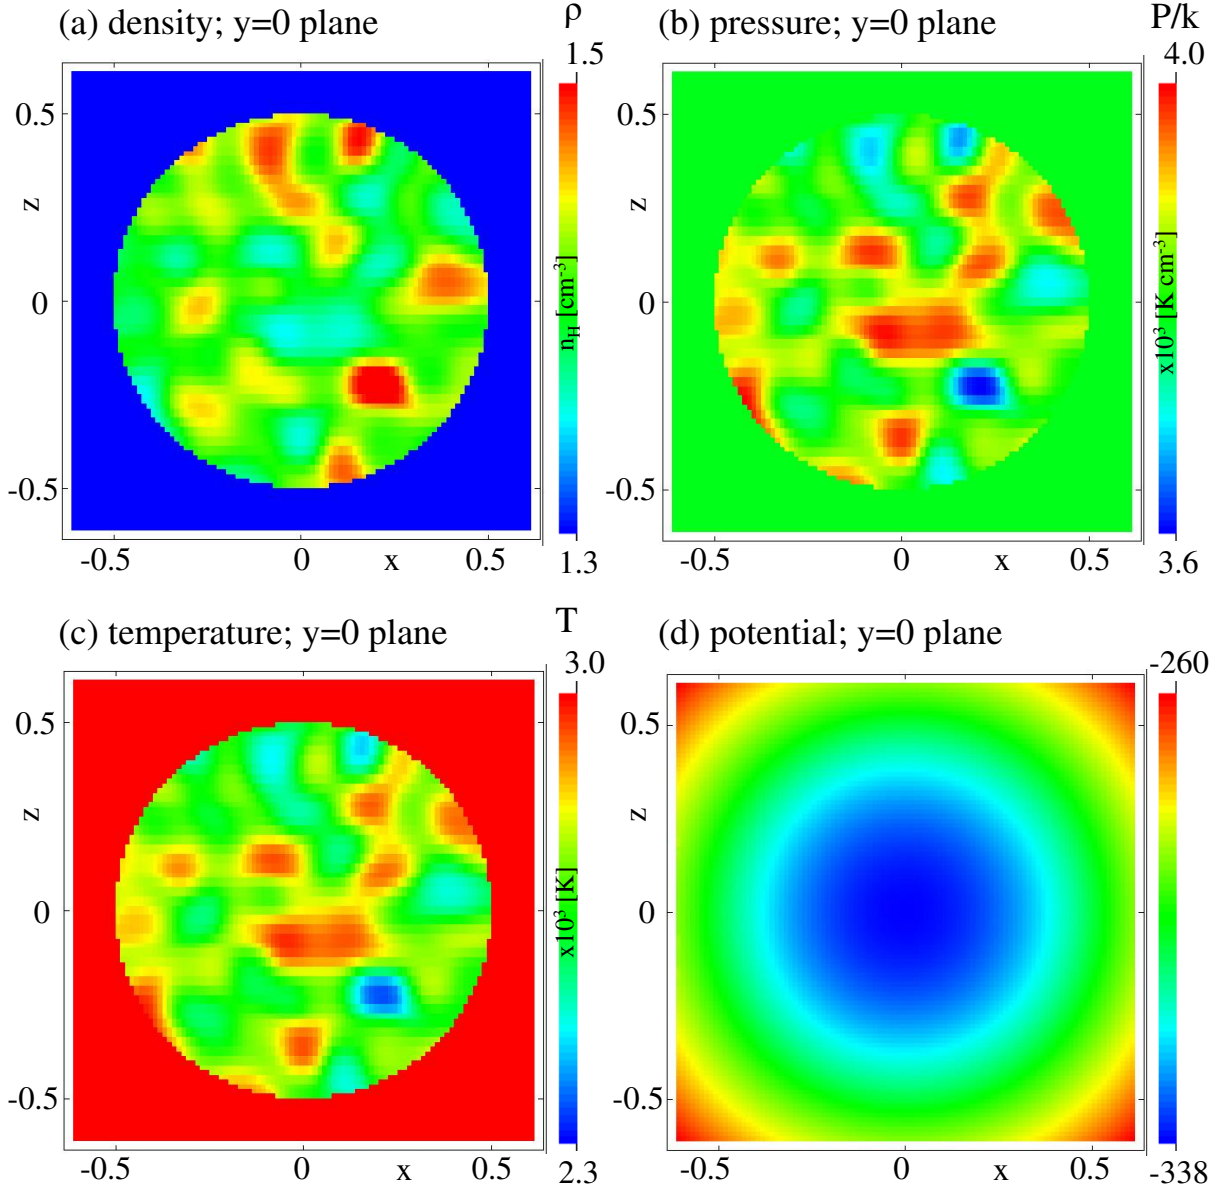 (a) density; y=0 plane
ρ
1.5
0.5
z
0
-0.5
-0.5
0
x
0.5
n_H [cm⁻³]
1.3
(b) pressure; y=0 plane
P/k
4.0
0.5
z
0
-0.5
-0.5
0
x
0.5
x10³ [K cm⁻³]
3.6
(c) temperature; y=0 plane
T
3.0
0.5
z
0
-0.5
-0.5
0
x
0.5
x10³ [K]
2.3
(d) potential; y=0 plane
-260
0.5
z
0
-0.5
-0.5
0
x
0.5
-338